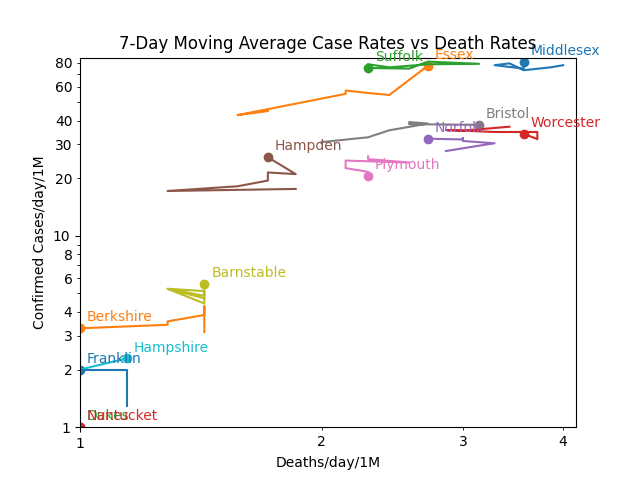 7-Day Moving Average Case Rates vs Death Rates
80
60
40
30
20
10
8
6
4
3
2
1
Confirmed Cases/day/1M
Suffolk
Essex
Middlesex
Bristol
Norfolk
Worcester
Hampden
Plymouth
Barnstable
Berkshire
Hampshire
Franklin
Dukes
Nantucket
1
2
3
4
Deaths/day/1M